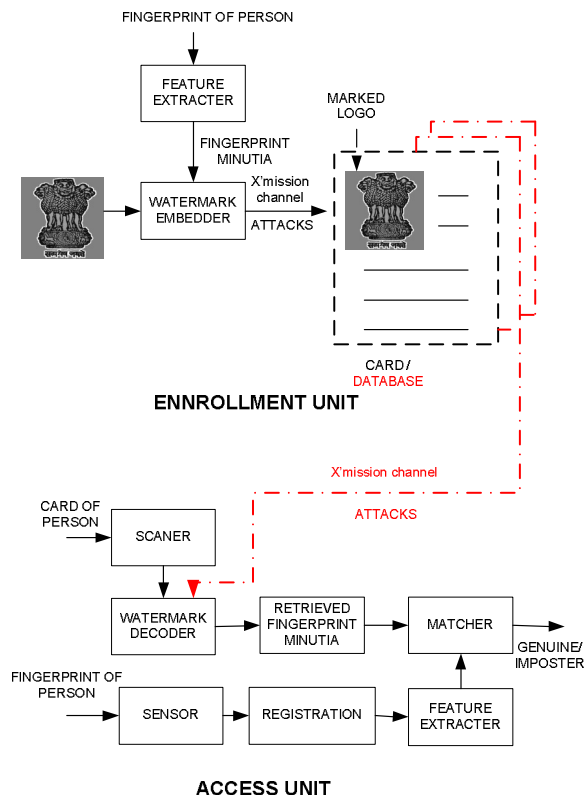 FINGERPRINT OF PERSON
FEATURE
EXTRACTER
MARKED
LOGO
FINGERPRINT
MINUTIA
X'mission
channel
WATERMARK
EMBEDDER
ATTACKS
CARD/
DATABASE
ENNROLLMENT UNIT
X'mission channel
ATTACKS
CARD OF
PERSON
SCANER
WATERMARK
DECODER
RETRIEVED
FINGERPRINT
MINUTIA
MATCHER
GENUINE/
IMPOSTER
FINGERPRINT OF
PERSON
SENSOR
REGISTRATION
FEATURE
EXTRACTER
ACCESS UNIT